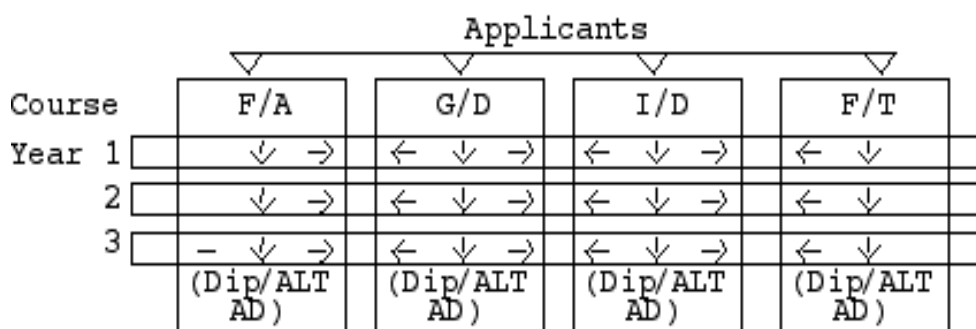 Applicants
Course F/A G/D I/D F/T
Year 1
2
3
(Dip/ALT (Dip/ALT (Dip/ALT (Dip/ALT
AD) AD) AD) AD)